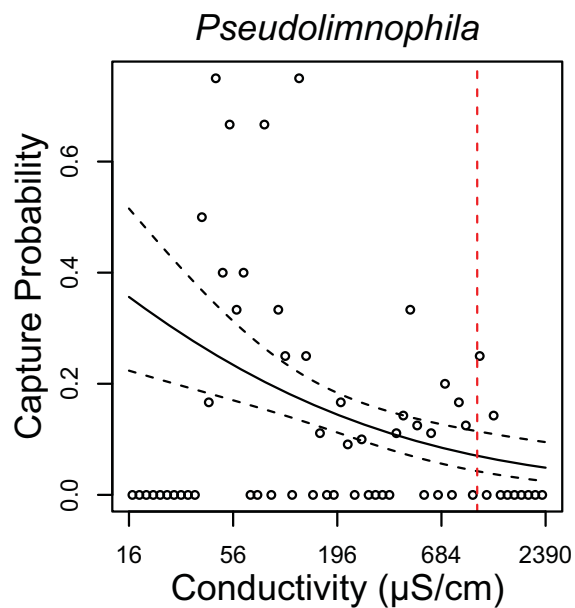 Pseudolimnophila
Capture Probability
0.6
0.4
0.2
0.0
16 56 196 684 2390
Conductivity (µS/cm)